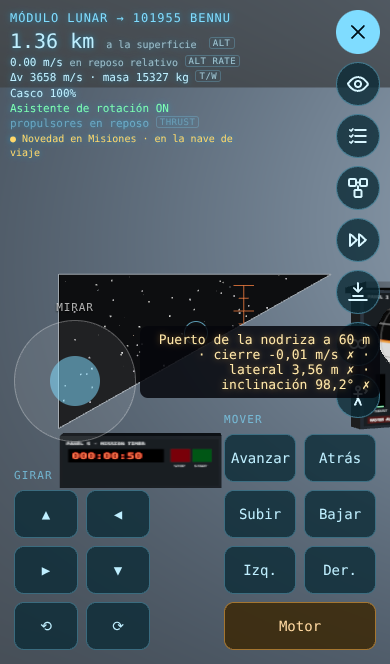 MÓDULO LUNAR → 101955 BENNU
1.36 km a la superficie ALT
0.00 m/s en reposo relativo ALT RATE
Δv 3658 m/s · masa 15327 kg T/W
Casco 100%
Asistente de rotación ON
propulsores en reposo THRUST
● Novedad en Misiones · en la nave de
viaje
MIRAR
Puerto de la nodriza a 60 m
· cierre -0,01 m/s ✗ ·
lateral 3,56 m ✗ ·
inclinación 98,2° ✗
MOVER
Avanzar Atrás
000:00:50
GIRAR
▲ ◄ Subir Bajar
► ▼ Izq. Der.
⟲ ⟳ Motor